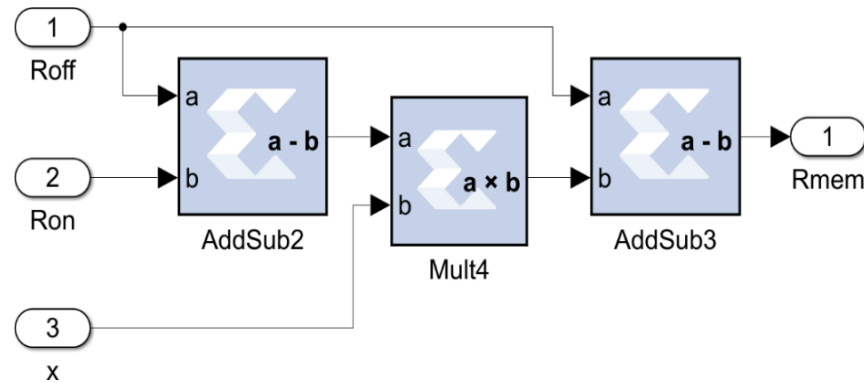 1
Roff
2
Ron
3
x
a
b
a - b
AddSub2
a
b
a × b
Mult4
a
b
a - b
AddSub3
1
Rmem